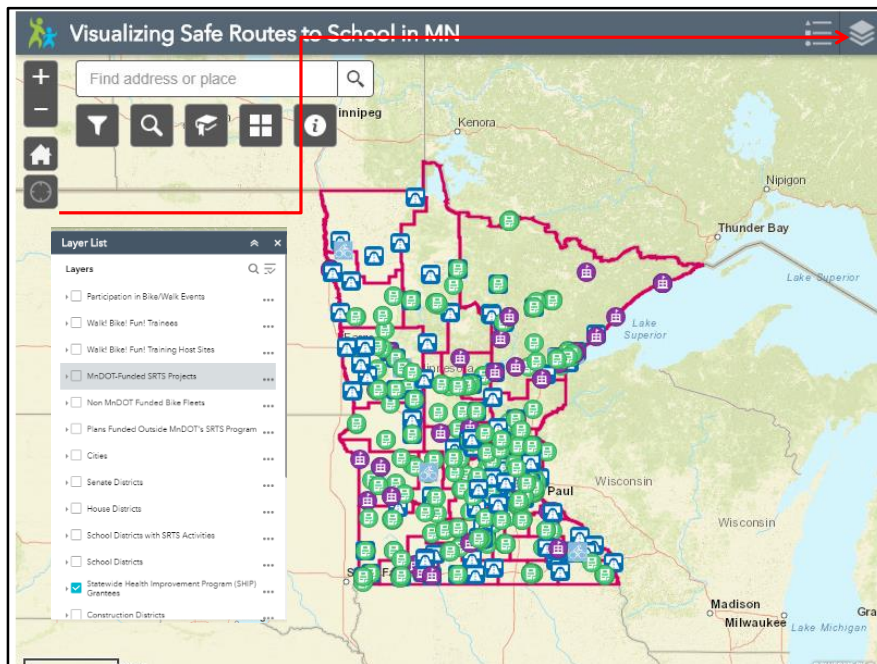 Visualizing Safe Routes to School in MN
+
Find address or place
−
innipeg
Kenora
Nipigon
Thunder Bay
Lake Superior
Lake
Superior
Layer List
Layers
Participation in Bike/Walk Events
Walk! Bike! Fun! Trainees
Walk! Bike! Fun! Training Host Sites
MnDOT-Funded SRTS Projects
Non MnDOT Funded Bike Fleets
Plans Funded Outside MnDOT's SRTS Program
Cities
Senate Districts
House Districts
School Districts with SRTS Activities
School Districts
Statewide Health Improvement Program (SHIP)
Grantees
Construction Districts
Paul
Wisconsin
Wisconsin
Madison
Milwaukee
Lake Michigan
Gra